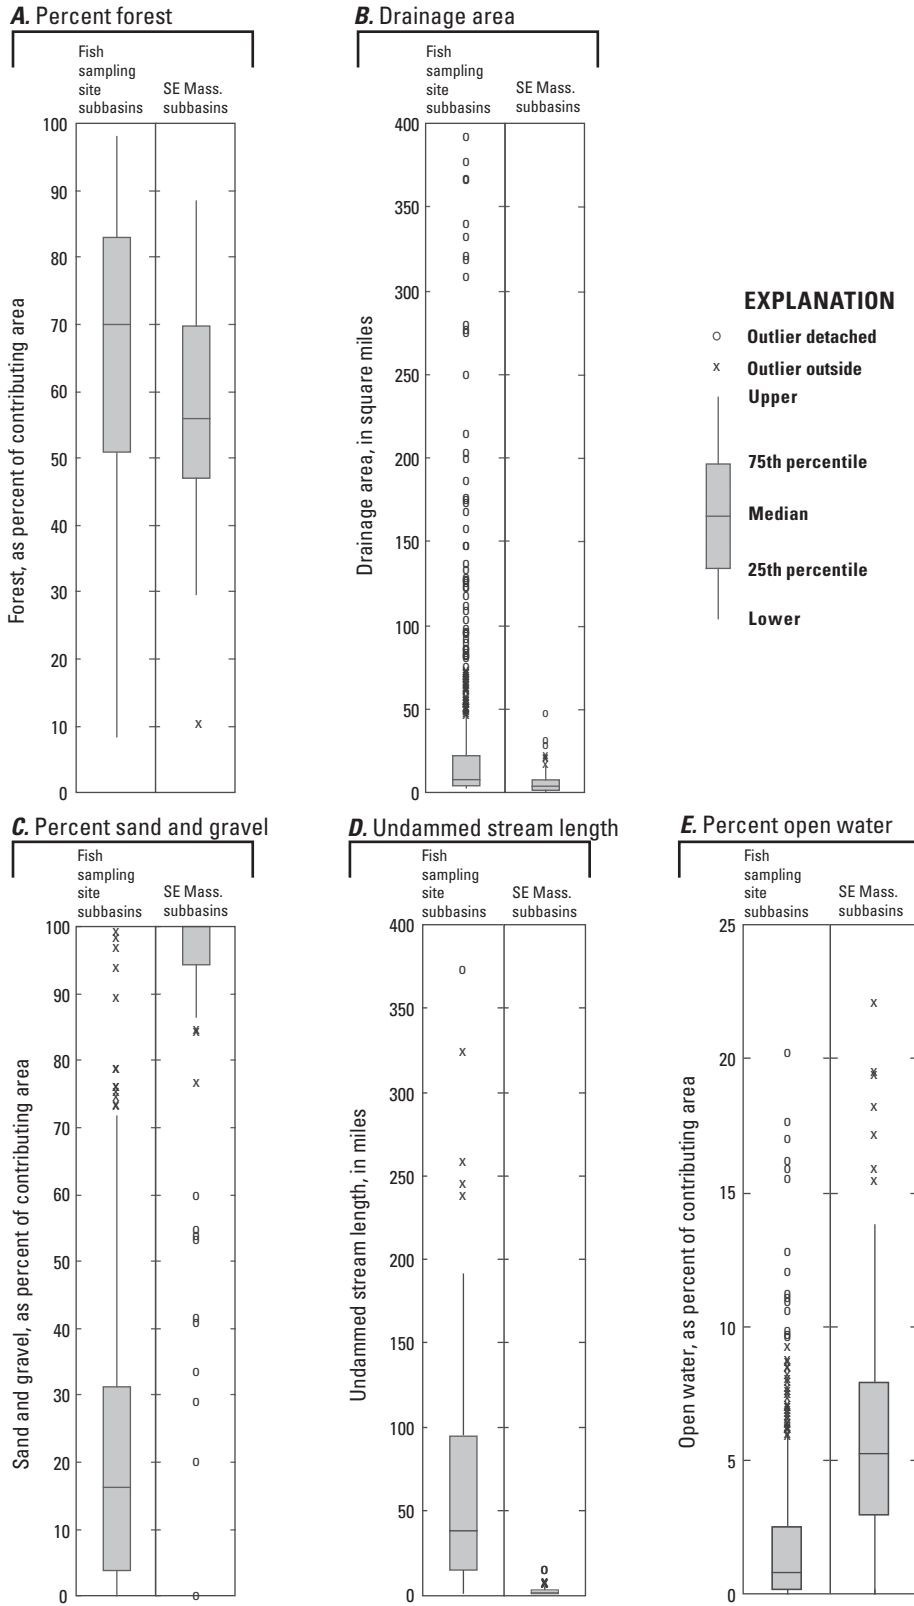 A. Percent forest
Fish
sampling
site
subbasins
SE Mass.
subbasins
100
90
80
70
60
50
40
30
20
10
0
Forest, as percent of contributing area
B. Drainage area
Fish
sampling
site
subbasins
SE Mass.
subbasins
400
350
300
250
200
150
100
50
0
Drainage area, in square miles
EXPLANATION
o Outlier detached
x Outlier outside
Upper
75th percentile
Median
25th percentile
Lower
C. Percent sand and gravel
Fish
sampling
site
subbasins
SE Mass.
subbasins
100
90
80
70
60
50
40
30
20
10
0
Sand and gravel, as percent of contributing area
D. Undammed stream length
Fish
sampling
site
subbasins
SE Mass.
subbasins
400
350
300
250
200
150
100
50
0
Undammed stream length, in miles
E. Percent open water
Fish
sampling
site
subbasins
SE Mass.
subbasins
25
20
15
10
5
0
Open water, as percent of contributing area